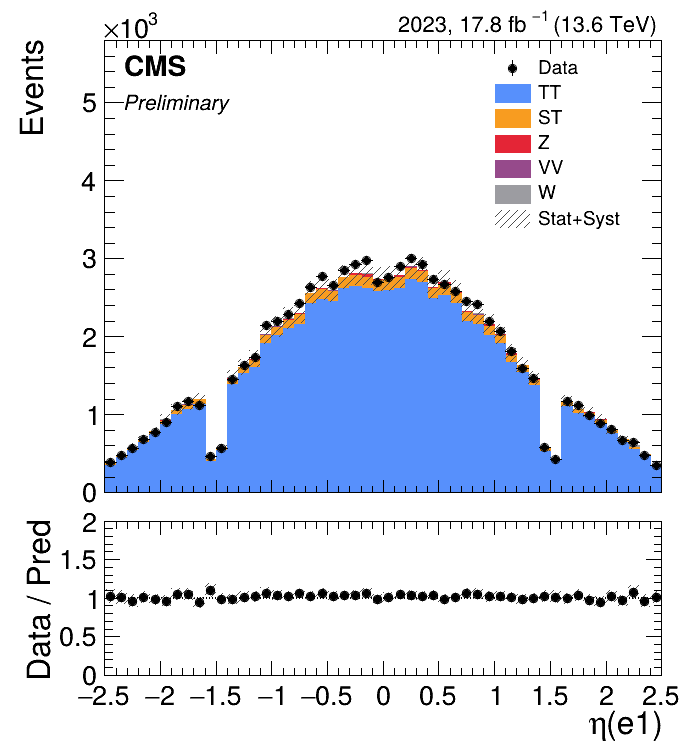 ×10³ 2023, 17.8 fb ⁻¹ (13.6 TeV)
CMS
Preliminary
Events
Data
TT
ST
Z
VV
W
Stat+Syst
5
4
3
2
1
0
Data / Pred
2
1.5
1
0.5
0
−2.5 −2 −1.5 −1 −0.5 0 0.5 1 1.5 2 2.5
η(e1)